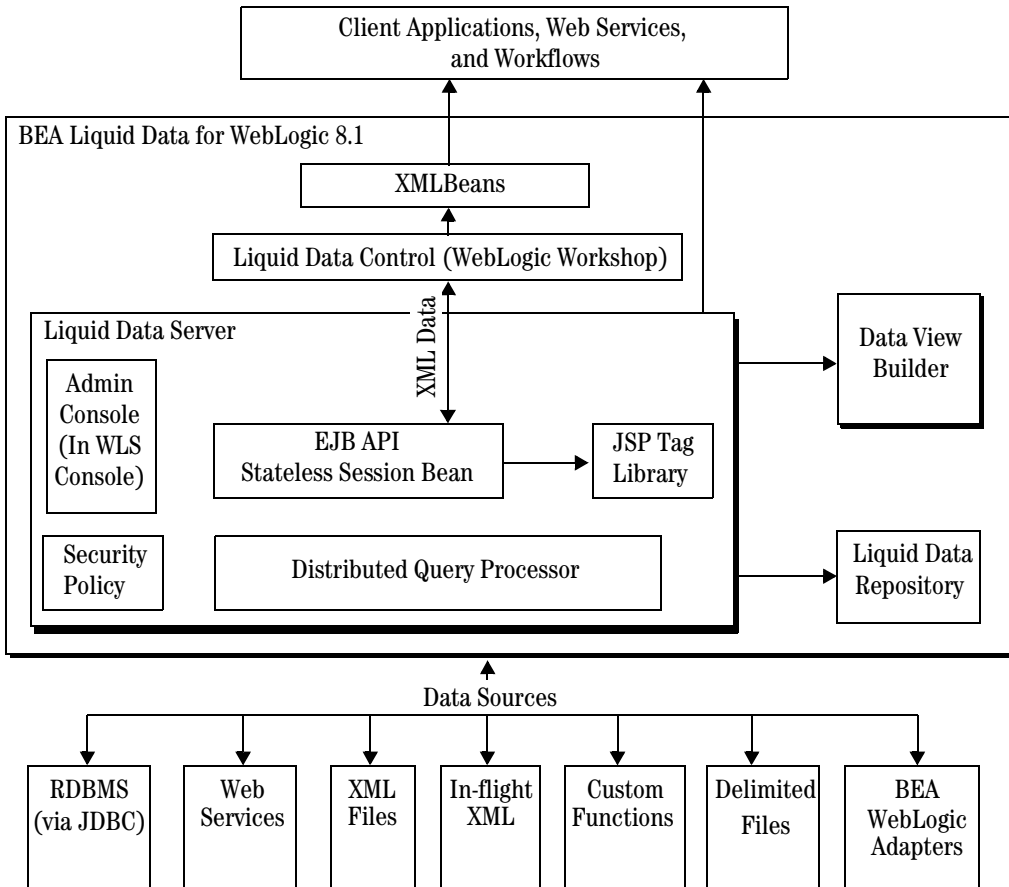 Client Applications, Web Services,
and Workflows
BEA Liquid Data for WebLogic 8.1
XMLBeans
Liquid Data Control (WebLogic Workshop)
XML Data
Liquid Data Server
Admin
Console
(In WLS
Console)
EJB API
Stateless Session Bean
JSP Tag
Library
Data View
Builder
Security
Policy
Distributed Query Processor
Liquid Data
Repository
Data Sources
RDBMS
(via JDBC)
Web
Services
XML
Files
In-flight
XML
Custom
Functions
Delimited
Files
BEA
WebLogic
Adapters